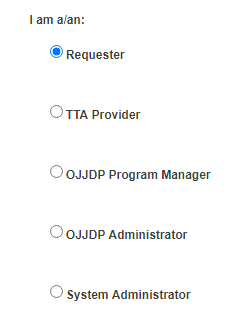 I am a/an:
Requester
TTA Provider
OJJDP Program Manager
OJJDP Administrator
System Administrator